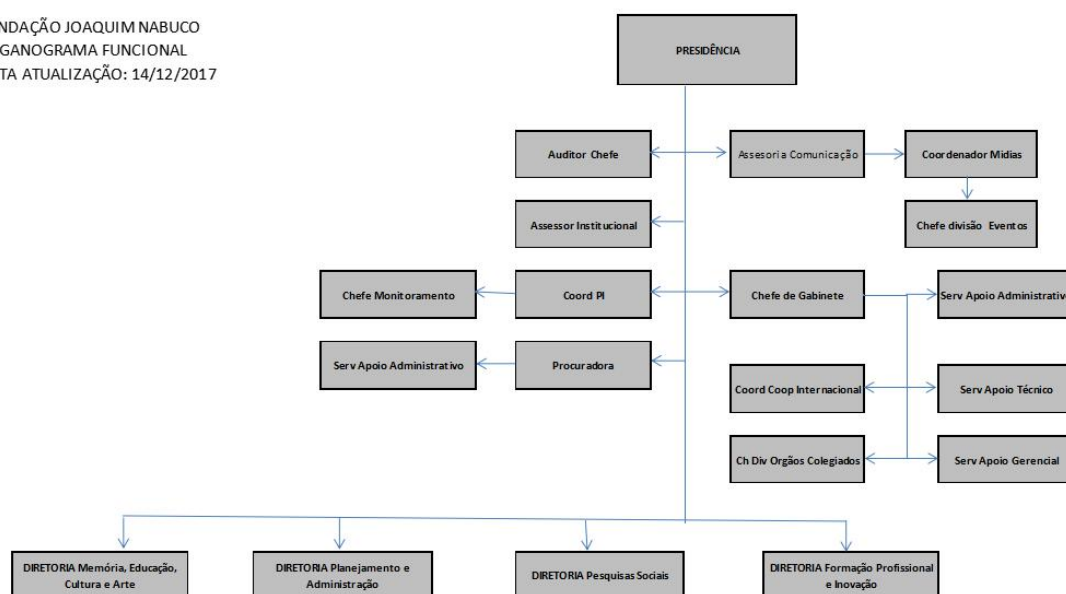 NDAÇÃO JOAQUIM NABUCO
GANOGRAMA FUNCIONAL
TA ATUALIZAÇÃO: 14/12/2017
PRESIDÊNCIA
Auditor Chefe
Assesoria Comunicação
Coordenador Midias
Assessor Institucional
Chefe divisão Eventos
Chefe Monitoramento
Coord PI
Chefe de Gabinete
Serv Apoio Administrativo
Serv Apoio Administrativo
Procuradora
Coord Coop Internacional
Serv Apoio Técnico
Ch Div Orgãos Colegiados
Serv Apoio Gerencial
DIRETORIA Memória, Educação,
Cultura e Arte
DIRETORIA Planejamento e
Administração
DIRETORIA Pesquisas Sociais
DIRETORIA Formação Profissional
e Inovação